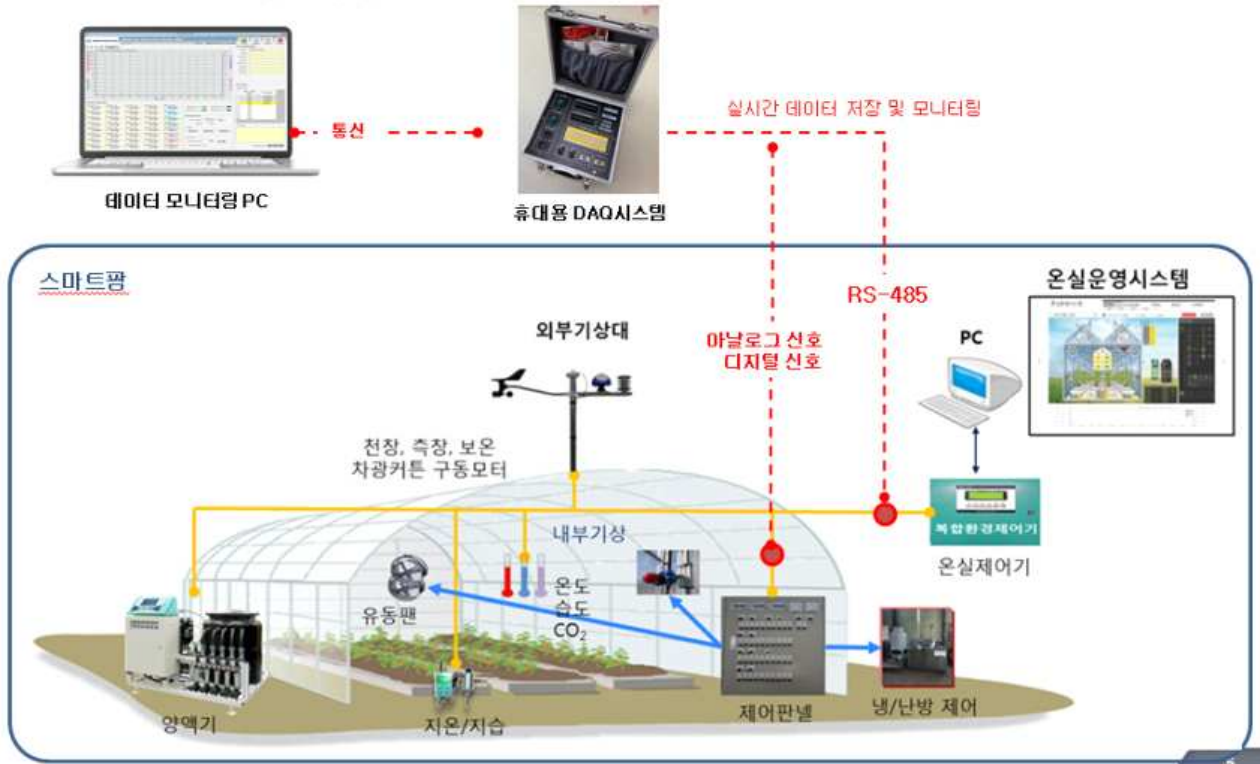 실시간 데이터 저장 및 모니터링
통신
데이터 모니터링 PC
휴대용 DAQ시스템
스마트팜
온실운영시스템
RS-485
외부기상대
아날로그 신호
디지털 신호
PC
천창, 측창, 보온
차광커튼 구동모터
내부기상
복합환경제어기
온실제어기
온도
습도
CO₂
유동팬
양액기
지온/지습
제어판넬
냉/난방 제어